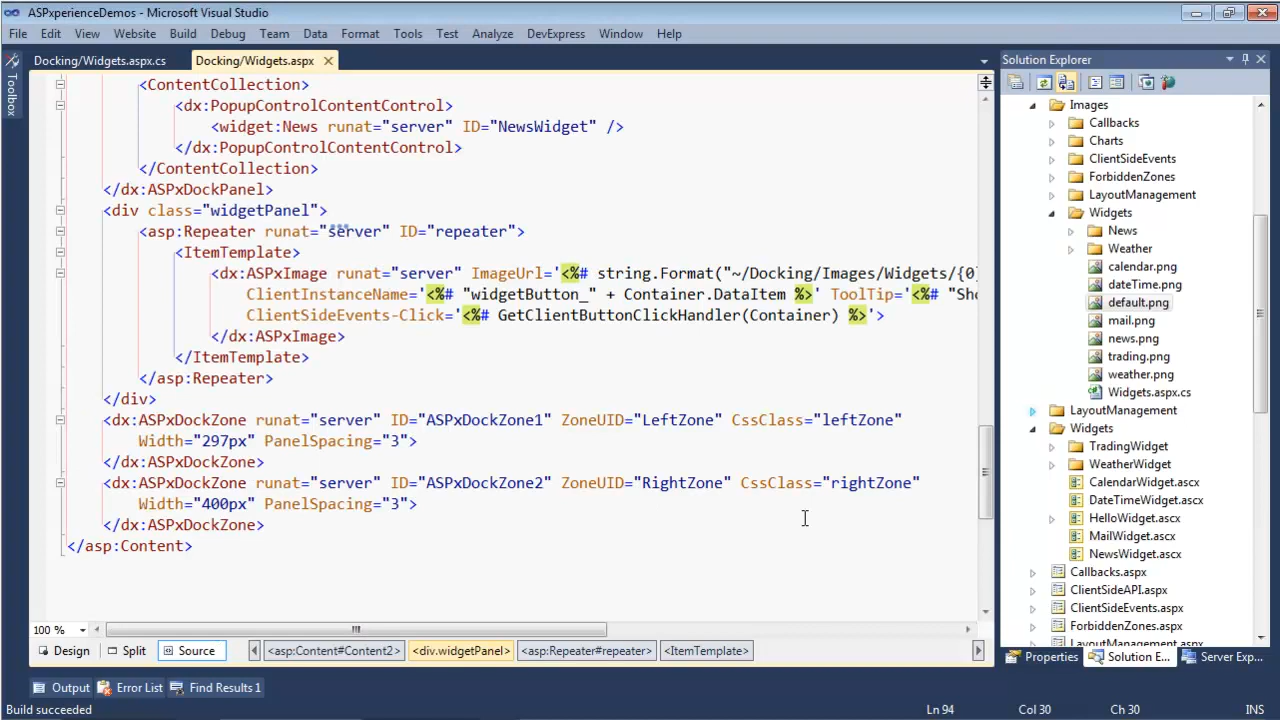 ASPxperienceDemos - Microsoft Visual Studio
File Edit View Website Build Debug Team Data Format Tools Test Analyze DevExpress Window Help
Docking/Widgets.aspx.cs Docking/Widgets.aspx
Toolbox
<ContentCollection>
<dx:PopupControlContentControl>
<widget:News runat="server" ID="NewsWidget" />
</dx:PopupControlContentControl>
</ContentCollection>
</dx:ASPxDockPanel>
<div class="widgetPanel">
<asp:Repeater runat="server" ID="repeater">
<ItemTemplate>
<dx:ASPxImage runat="server" ImageUrl='<%# string.Format("~/Docking/Images/Widgets/{0}
ClientInstanceName='<%# "widgetButton_" + Container.DataItem %>' ToolTip='<%# "Sho
ClientSideEvents-Click='<%# GetClientButtonClickHandler(Container) %>'>
</dx:ASPxImage>
</ItemTemplate>
</asp:Repeater>
</div>
<dx:ASPxDockZone runat="server" ID="ASPxDockZone1" ZoneUID="LeftZone" CssClass="leftZone"
Width="297px" PanelSpacing="3">
</dx:ASPxDockZone>
<dx:ASPxDockZone runat="server" ID="ASPxDockZone2" ZoneUID="RightZone" CssClass="rightZone"
Width="400px" PanelSpacing="3">
</dx:ASPxDockZone>
</asp:Content>
100 %
Design Split Source <asp:Content#Content2> <div.widgetPanel> <asp:Repeater#repeater> <ItemTemplate>
Solution Explorer
Images
Callbacks
Charts
ClientSideEvents
ForbiddenZones
LayoutManagement
Widgets
News
Weather
calendar.png
dateTime.png
default.png
mail.png
news.png
trading.png
weather.png
Widgets.aspx.cs
LayoutManagement
Widgets
TradingWidget
WeatherWidget
CalendarWidget.ascx
DateTimeWidget.ascx
HelloWidget.ascx
MailWidget.ascx
NewsWidget.ascx
Callbacks.aspx
ClientSideAPI.aspx
ClientSideEvents.aspx
ForbiddenZones.aspx
LayoutManagement.aspx
Properties Solution E... Server Exp...
Output Error List Find Results 1
Build succeeded Ln 94 Col 30 Ch 30 INS